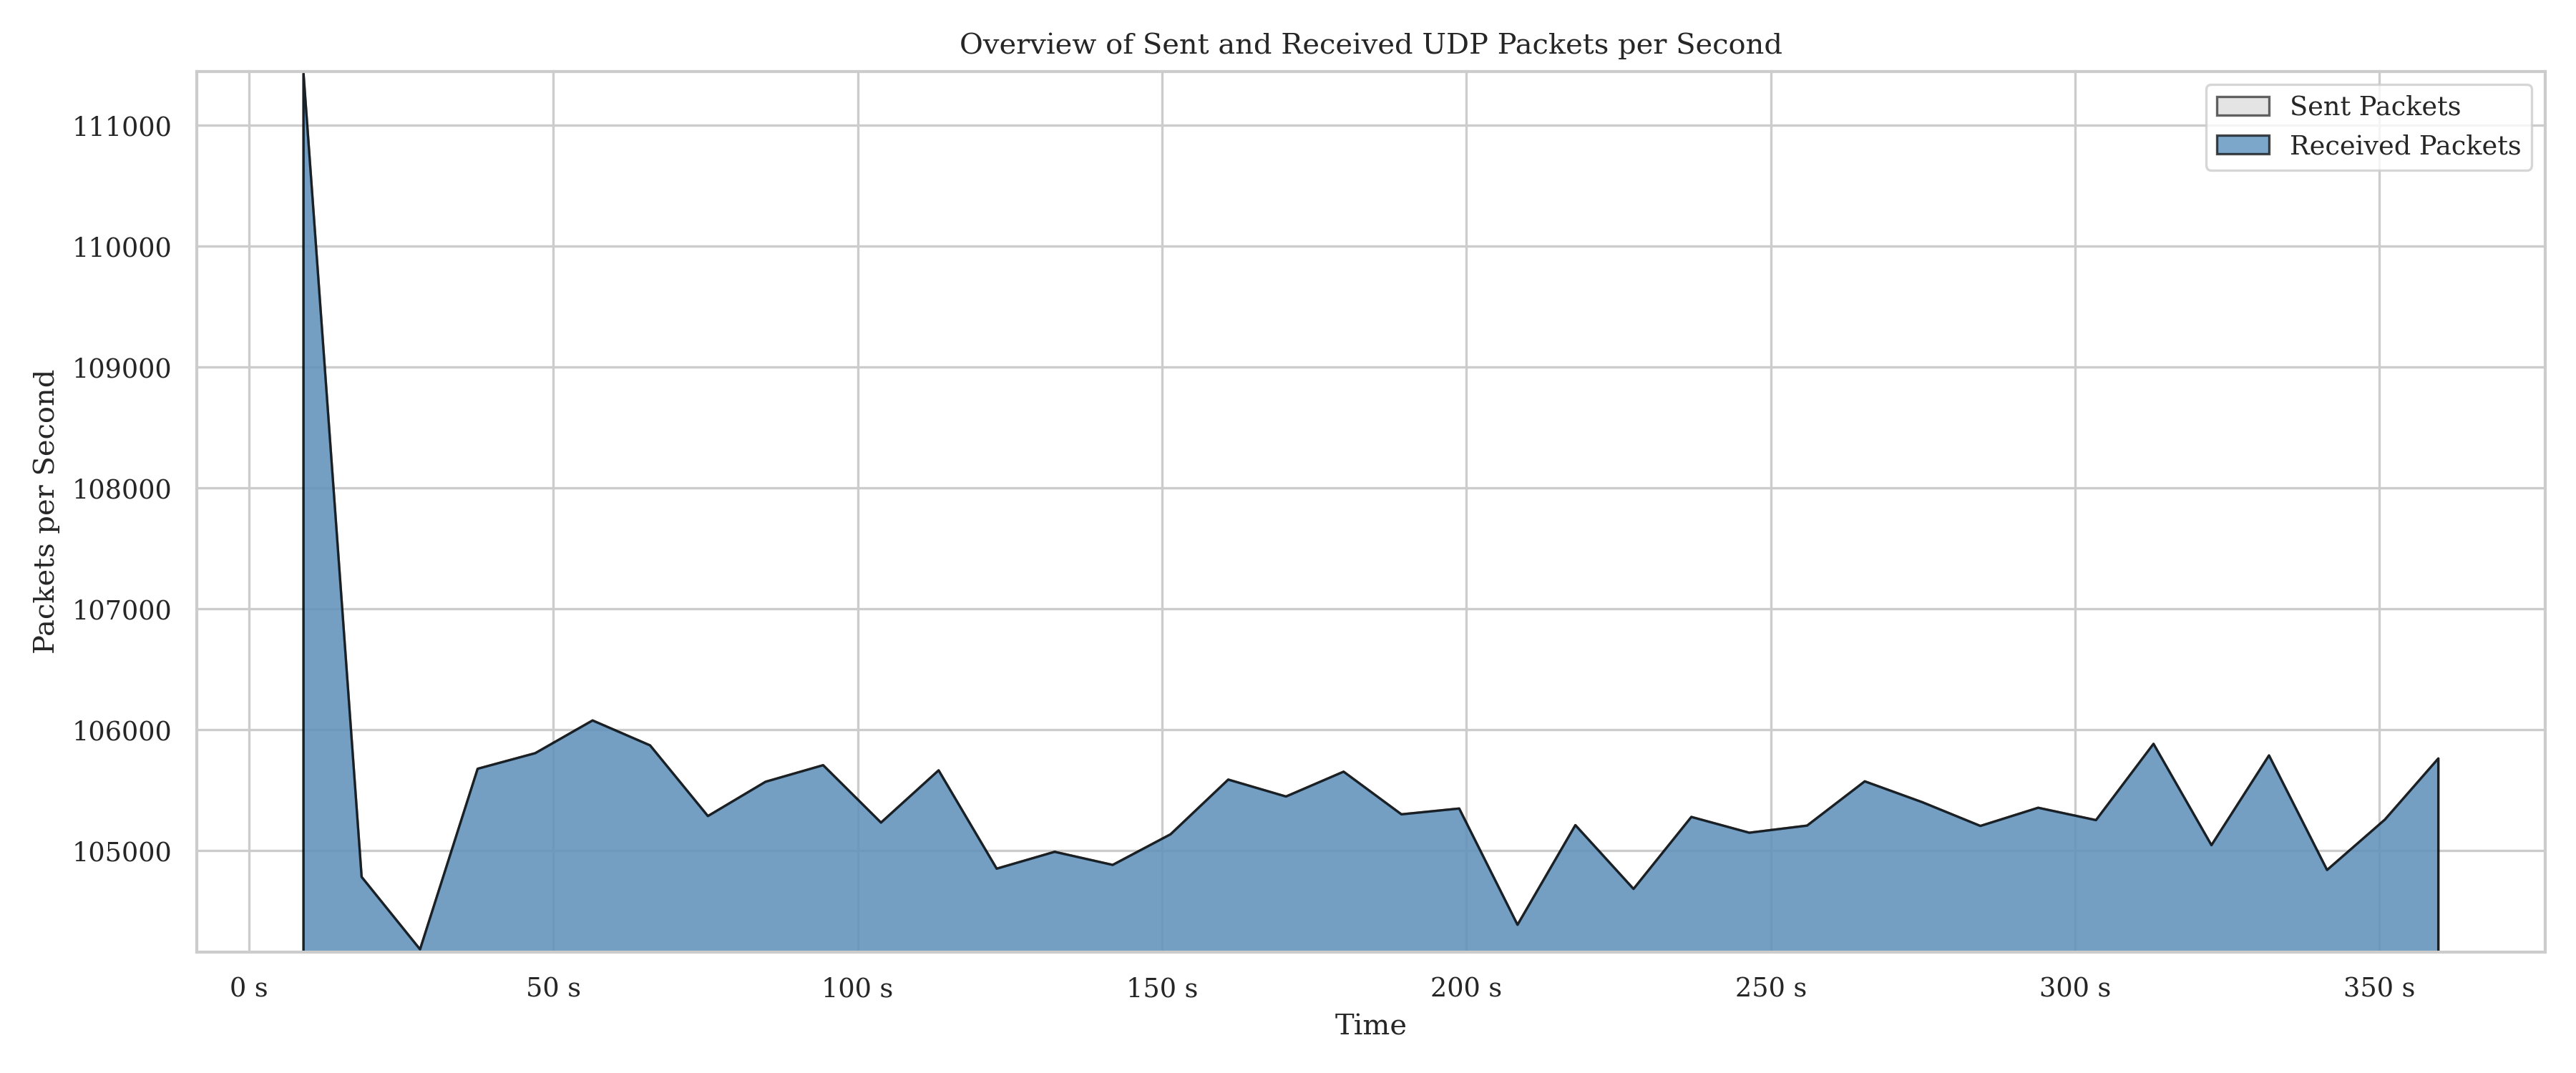 Overview of Sent and Received UDP Packets per Second
Sent Packets
Received Packets
Packets per Second
111000
110000
109000
108000
107000
106000
105000
0 s 50 s 100 s 150 s 200 s 250 s 300 s 350 s
Time